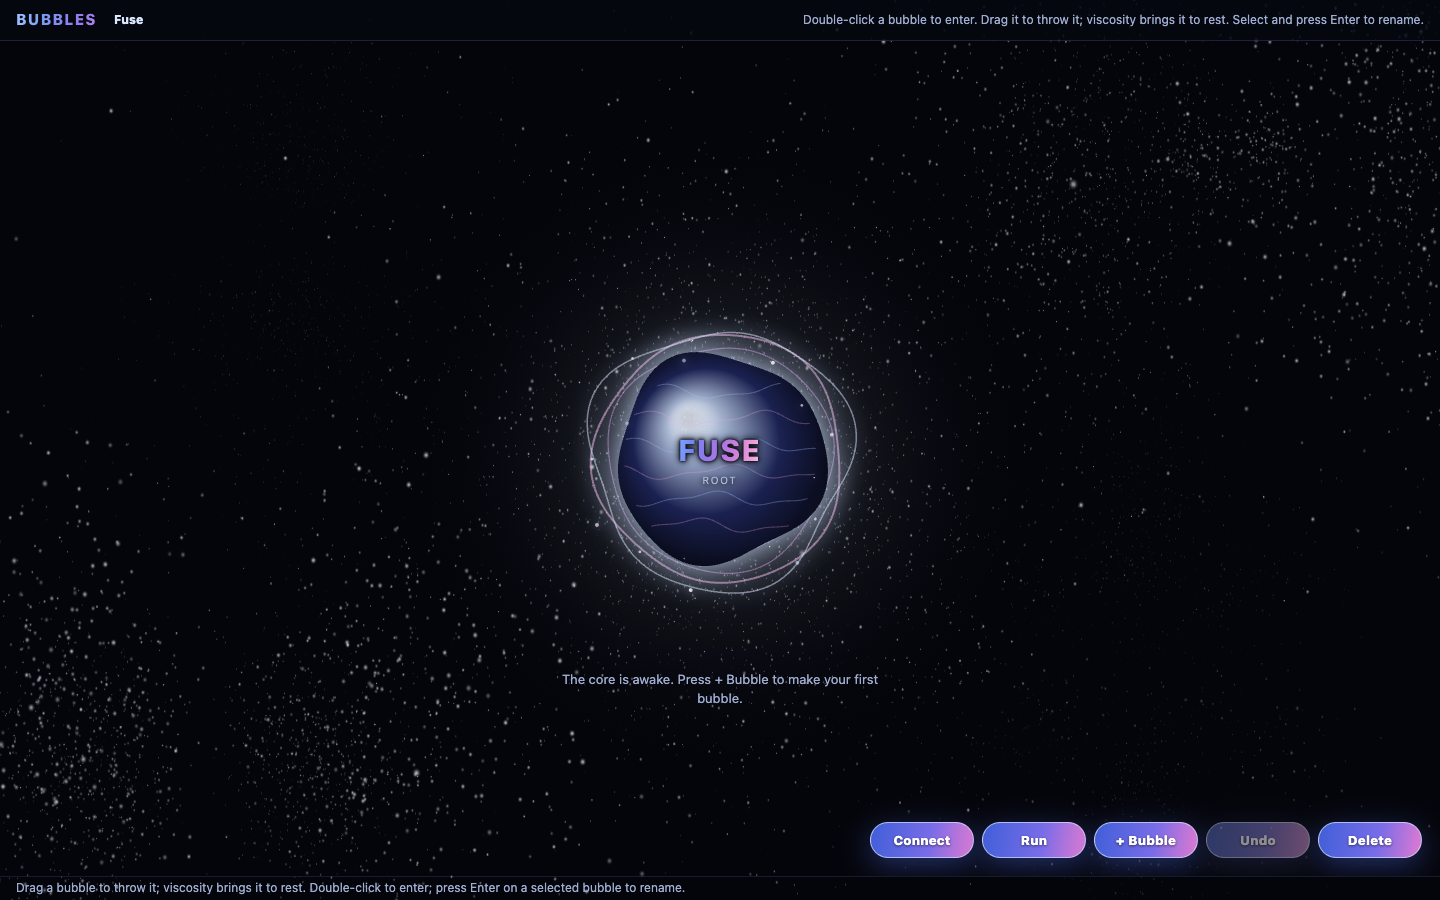 BUBBLES Fuse
Double-click a bubble to enter. Drag it to throw it; viscosity brings it to rest. Select and press Enter to rename.
FUSE
ROOT
The core is awake. Press + Bubble to make your first
bubble.
Connect Run + Bubble Undo Delete
Drag a bubble to throw it; viscosity brings it to rest. Double-click to enter; press Enter on a selected bubble to rename.